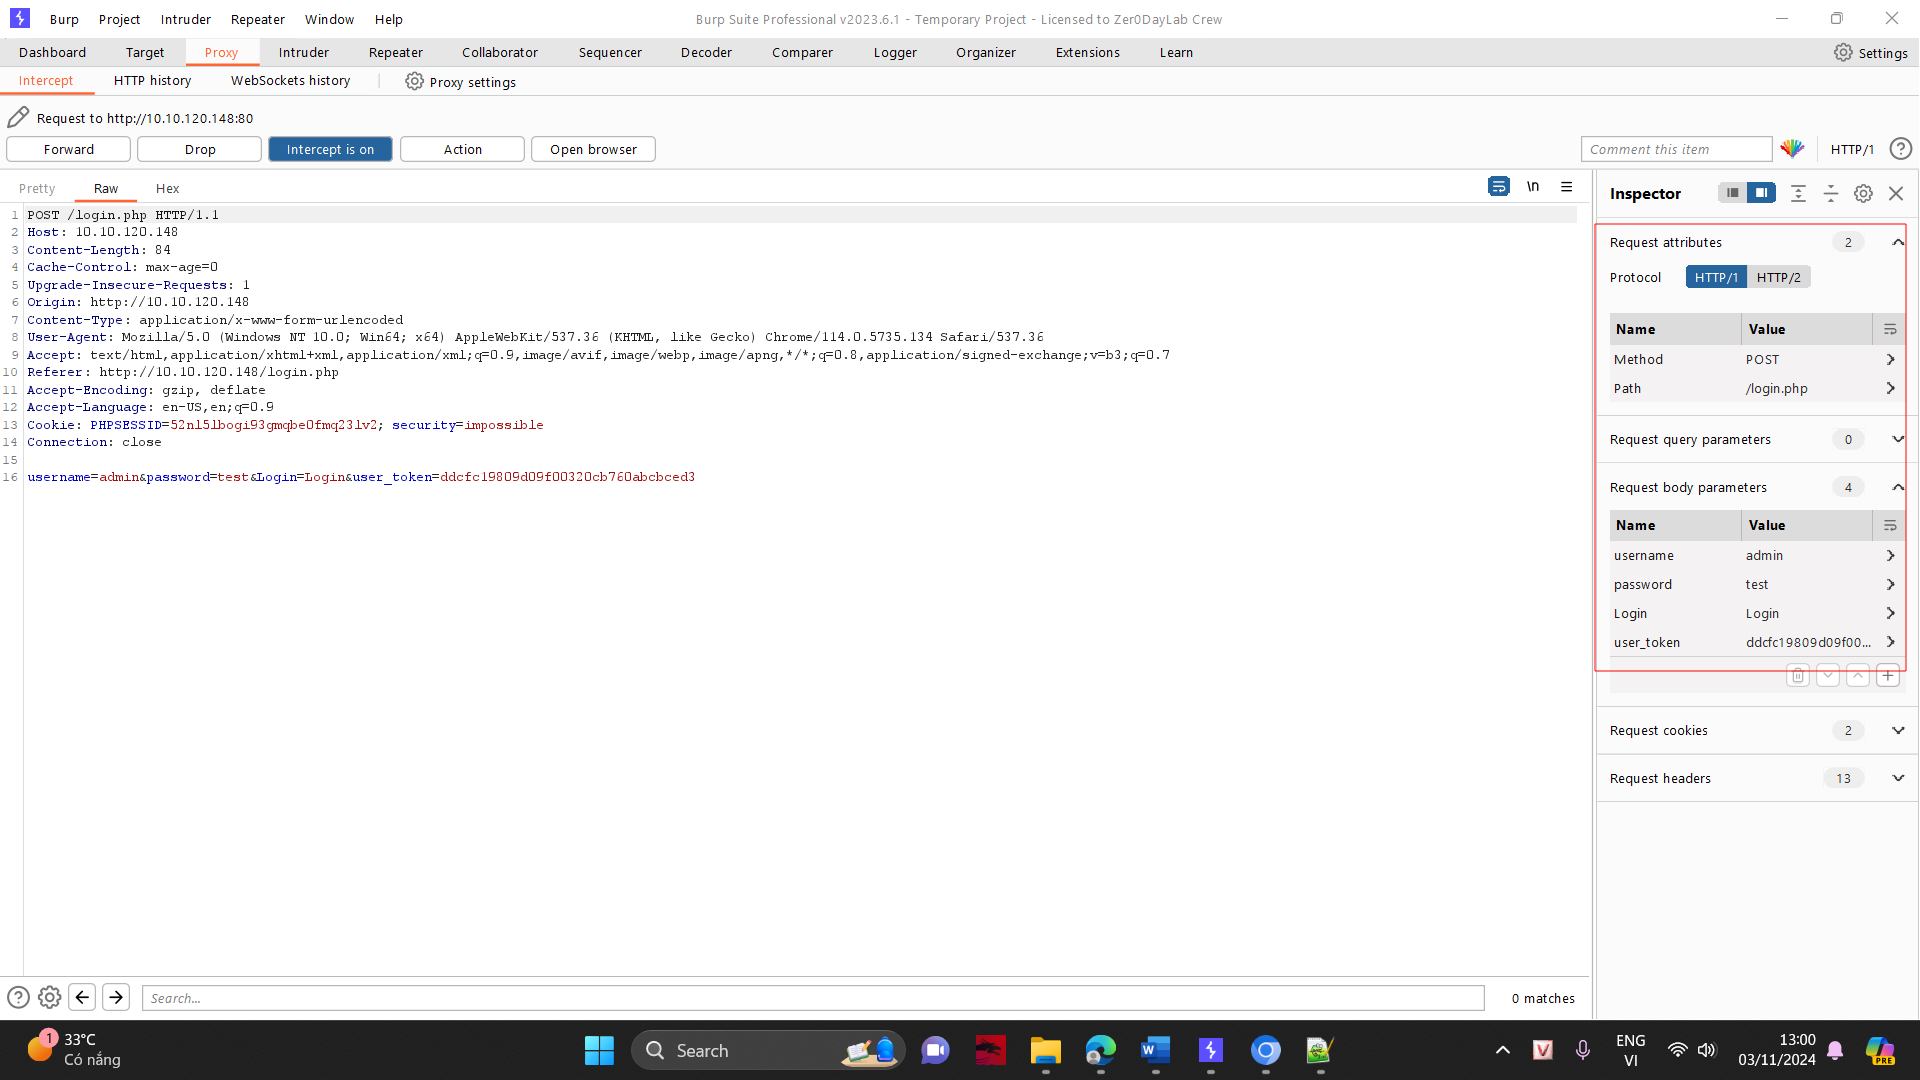 Burp Project Intruder Repeater Window Help
Burp Suite Professional v2023.6.1 - Temporary Project - Licensed to Zer0DayLab Crew
Dashboard Target Proxy Intruder Repeater Collaborator Sequencer Decoder Comparer Logger Organizer Extensions Learn
Settings
Intercept HTTP history WebSockets history Proxy settings
Request to http://10.10.120.148:80
Forward Drop Intercept is on Action Open browser
Comment this item HTTP/1 ?
Pretty Raw Hex
\n
1 POST /login.php HTTP/1.1
2 Host: 10.10.120.148
3 Content-Length: 84
4 Cache-Control: max-age=0
5 Upgrade-Insecure-Requests: 1
6 Origin: http://10.10.120.148
7 Content-Type: application/x-www-form-urlencoded
8 User-Agent: Mozilla/5.0 (Windows NT 10.0; Win64; x64) AppleWebKit/537.36 (KHTML, like Gecko) Chrome/114.0.5735.134 Safari/537.36
9 Accept: text/html,application/xhtml+xml,application/xml;q=0.9,image/avif,image/webp,image/apng,*/*;q=0.8,application/signed-exchange;v=b3;q=0.7
10 Referer: http://10.10.120.148/login.php
11 Accept-Encoding: gzip, deflate
12 Accept-Language: en-US,en;q=0.9
13 Cookie: PHPSESSID=52nl5lbogi93gmqbe0fmq23lv2; security=impossible
14 Connection: close
15
16 username=admin&password=test&Login=Login&user_token=ddcfc19809d09f00320cb760abcbced3
Inspector
Request attributes 2
Protocol HTTP/1 HTTP/2
Name Value
Method POST
Path /login.php
Request query parameters 0
Request body parameters 4
Name Value
username admin
password test
Login Login
user_token ddcfc19809d09f00...
Request cookies 2
Request headers 13
? Search... 0 matches
1 33°C
Có nắng
Search
W
V
ENG
VI
13:00
03/11/2024
PRE